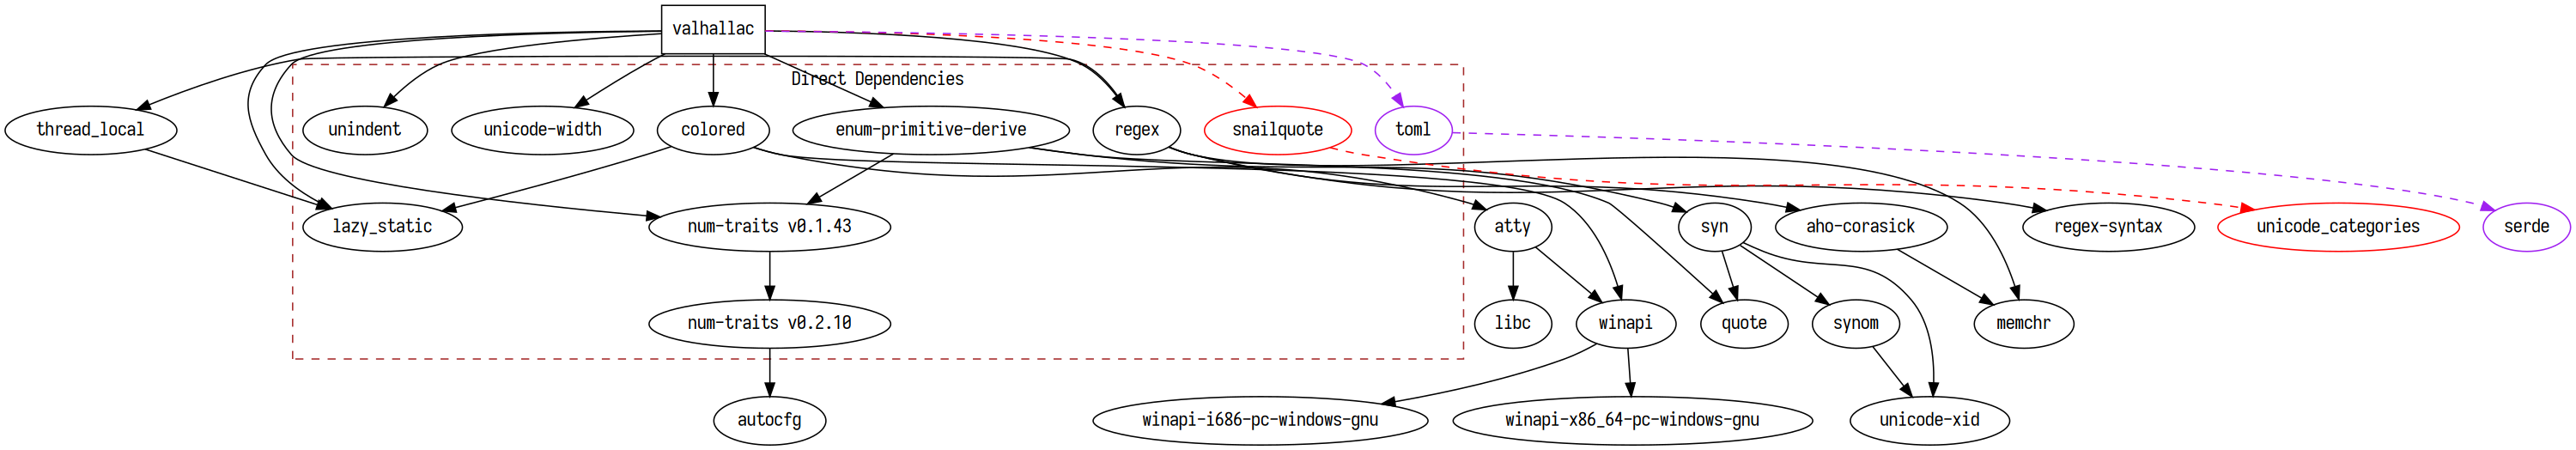 valhallac
Direct Dependencies
thread_local
unindent
unicode-width
colored
enum-primitive-derive
regex
snailquote
toml
lazy_static
num-traits v0.1.43
atty
syn
aho-corasick
regex-syntax
unicode_categories
serde
num-traits v0.2.10
libc
winapi
quote
synom
memchr
autocfg
winapi-i686-pc-windows-gnu
winapi-x86_64-pc-windows-gnu
unicode-xid